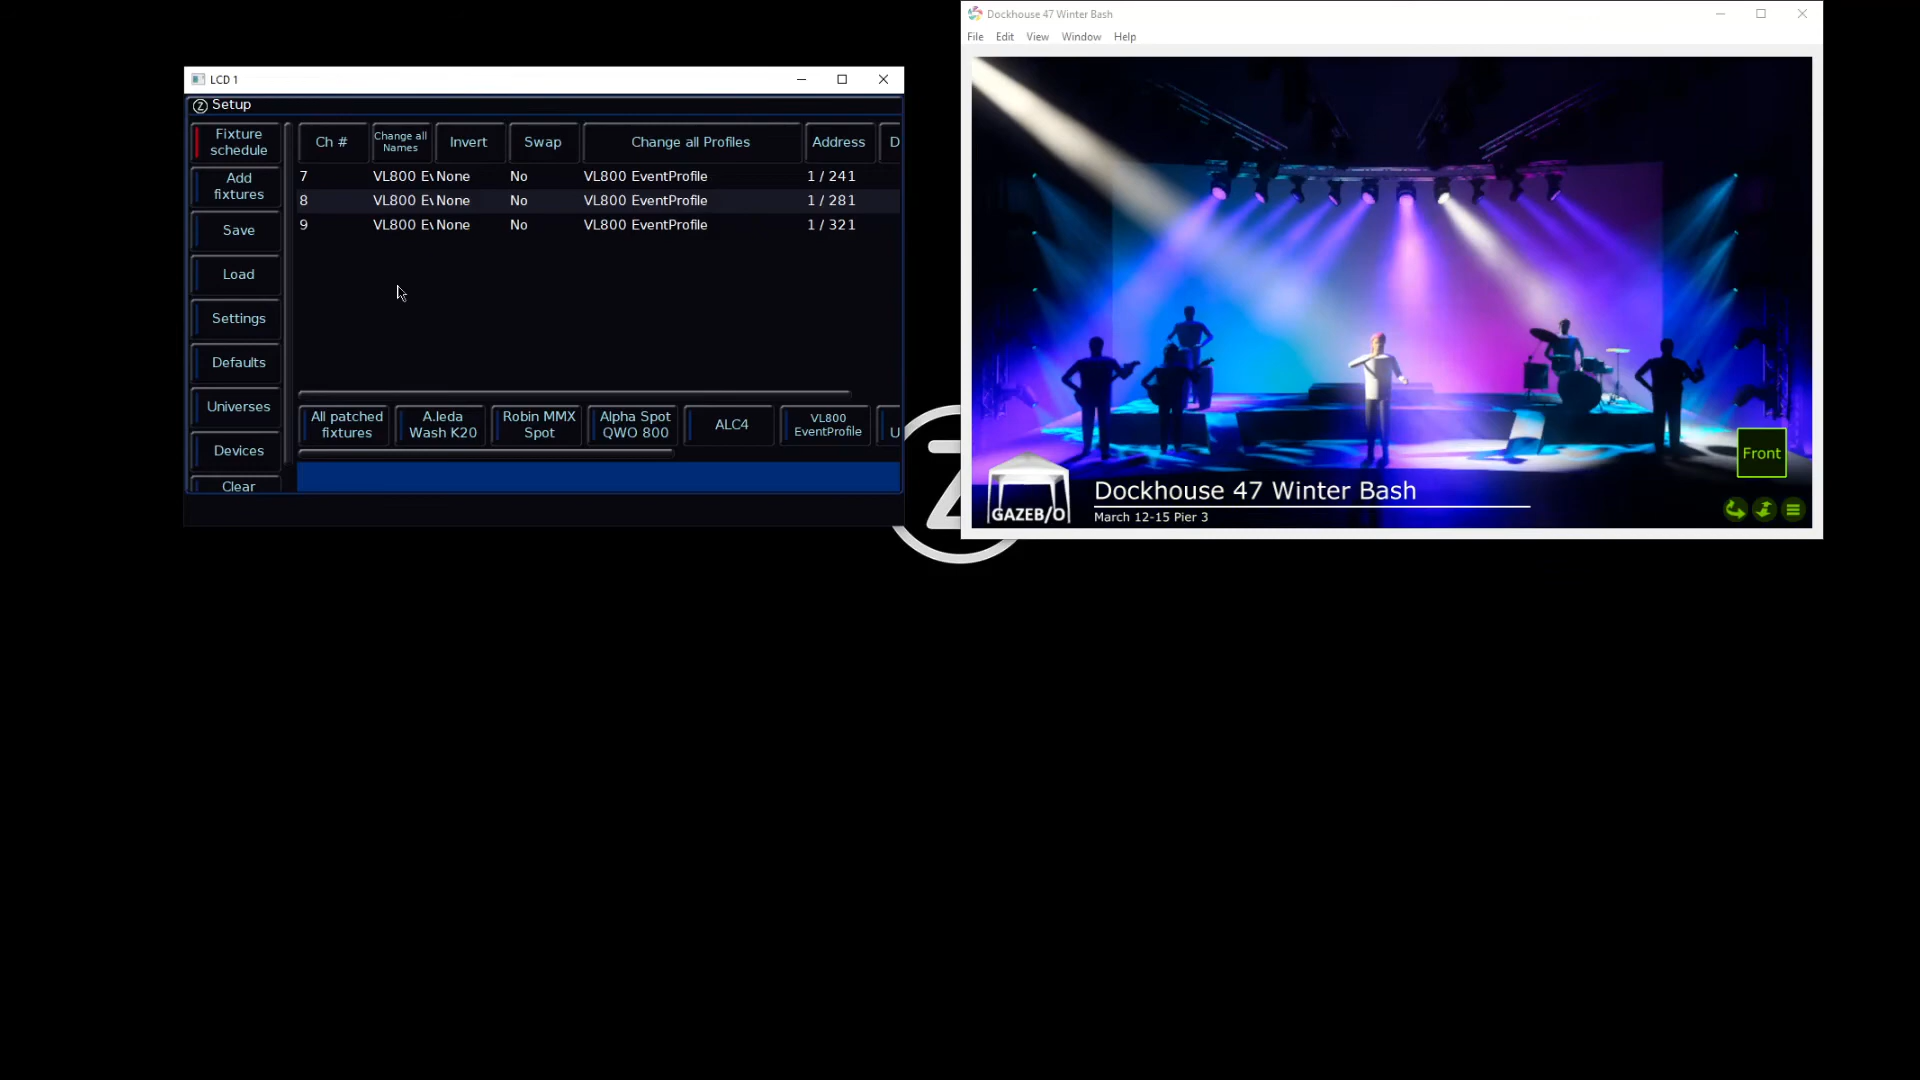 LCD 1
Setup
Fixture schedule
Add fixtures
Save
Load
Settings
Defaults
Universes
Devices
Clear
Ch # Change all Names Invert Swap Change all Profiles Address D
7 VL800 Ev None No VL800 EventProfile 1 / 241
8 VL800 Ev None No VL800 EventProfile 1 / 281
9 VL800 Ev None No VL800 EventProfile 1 / 321
All patched fixtures A.leda Wash K20 Robin MMX Spot Alpha Spot QWO 800 ALC4 VL800 EventProfile U
Dockhouse 47 Winter Bash
File Edit View Window Help
Front
GAZEB/O
Dockhouse 47 Winter Bash
March 12-15 Pier 3